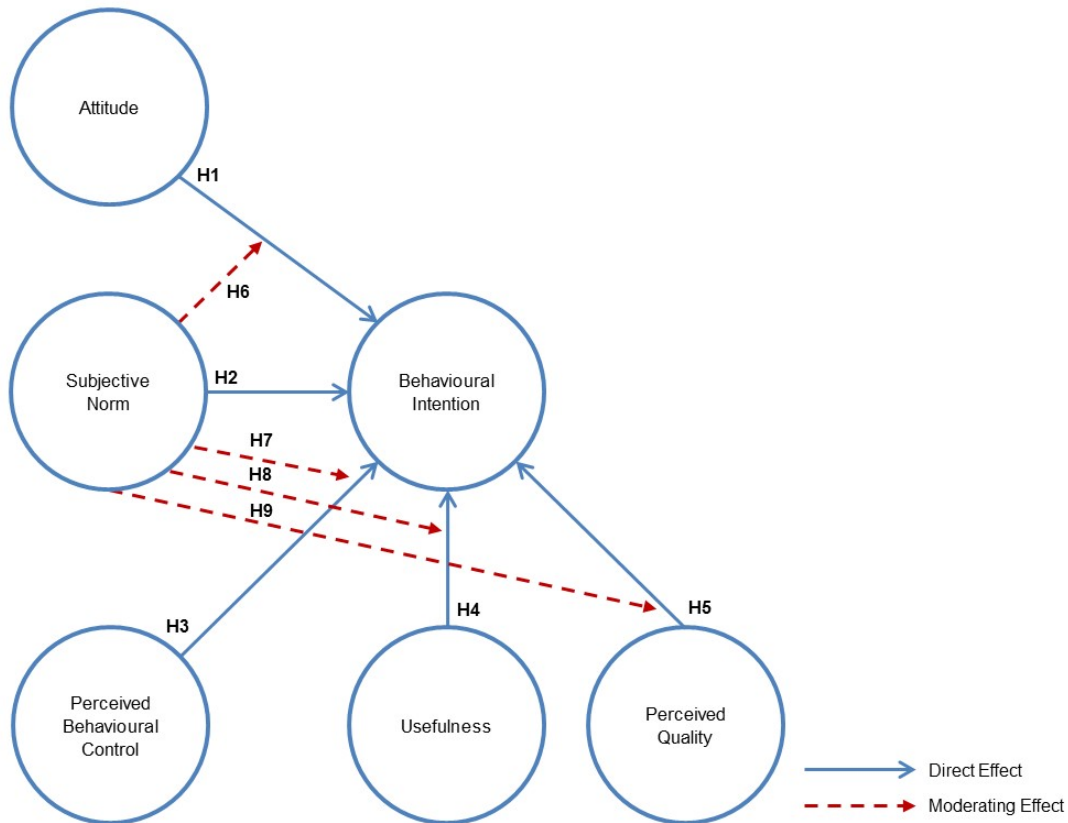 Attitude
H1
H6
Subjective
Norm
H2
Behavioural
Intention
H7
H8
H9
H3
H4
H5
Perceived
Behavioural
Control
Usefulness
Perceived
Quality
Direct Effect
Moderating Effect